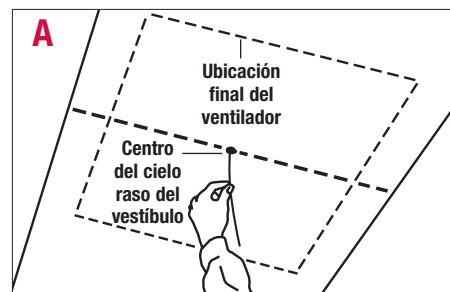 A
Ubicación
final del
ventilador
Centro
del cielo
raso del
vestíbulo